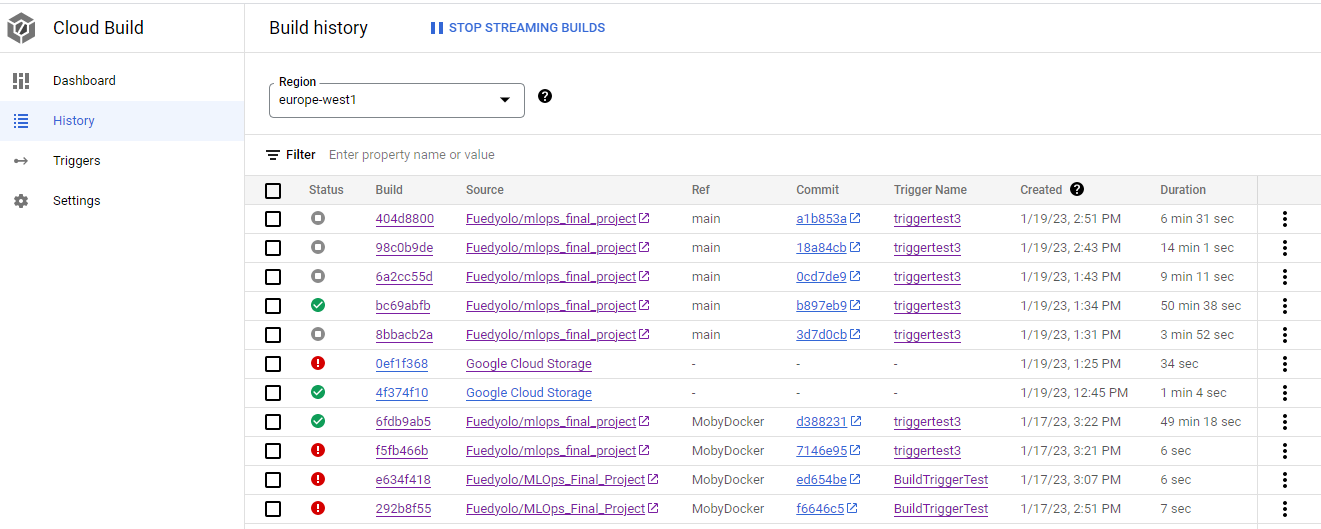 Cloud Build
Build history
STOP STREAMING BUILDS
Dashboard
History
Triggers
Settings
Region
europe-west1
Filter Enter property name or value
Status Build Source Ref Commit Trigger Name Created Duration
404d8800 Fuedyolo/mlops_final_project main a1b853a triggertest3 1/19/23, 2:51 PM 6 min 31 sec
98c0b9de Fuedyolo/mlops_final_project main 18a84cb triggertest3 1/19/23, 2:43 PM 14 min 1 sec
6a2cc55d Fuedyolo/mlops_final_project main 0cd7de9 triggertest3 1/19/23, 1:43 PM 9 min 11 sec
bc69abfb Fuedyolo/mlops_final_project main b897eb9 triggertest3 1/19/23, 1:34 PM 50 min 38 sec
8bbacb2a Fuedyolo/mlops_final_project main 3d7d0cb triggertest3 1/19/23, 1:31 PM 3 min 52 sec
0ef1f368 Google Cloud Storage - - - 1/19/23, 1:25 PM 34 sec
4f374f10 Google Cloud Storage - - - 1/19/23, 12:45 PM 1 min 4 sec
6fdb9ab5 Fuedyolo/mlops_final_project MobyDocker d388231 triggertest3 1/17/23, 3:22 PM 49 min 18 sec
f5fb466b Fuedyolo/mlops_final_project MobyDocker 7146e95 triggertest3 1/17/23, 3:21 PM 6 sec
e634f418 Fuedyolo/MLOps_Final_Project MobyDocker ed654be BuildTriggerTest 1/17/23, 3:07 PM 6 sec
292b8f55 Fuedyolo/MLOps_Final_Project MobyDocker f6646c5 BuildTriggerTest 1/17/23, 2:51 PM 7 sec